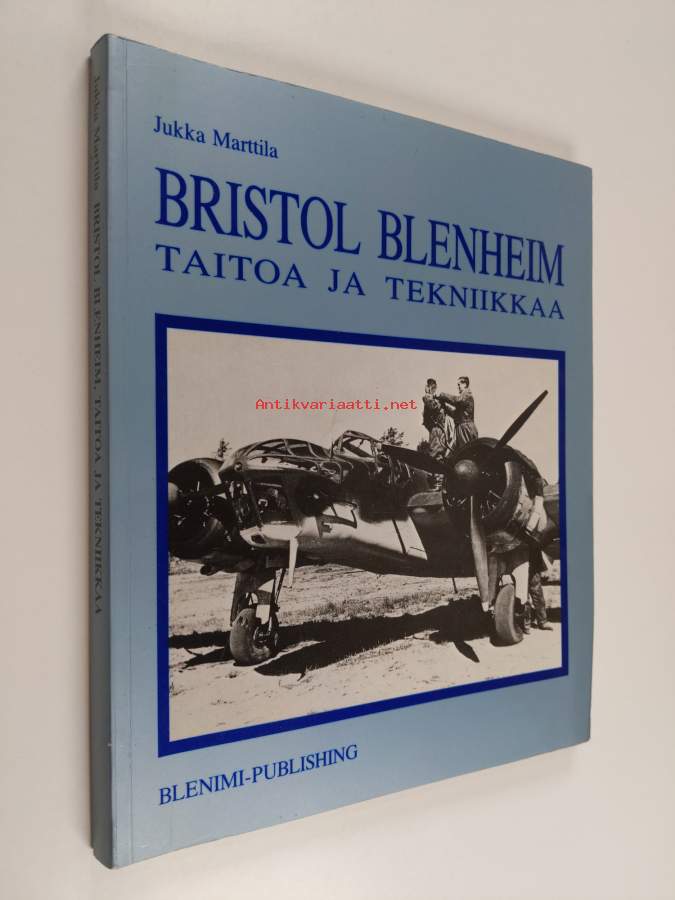 Jukka Marttila
BRISTOL BLENHEIM
TAITOA JA TEKNIIKKAA
Antikvariaatti.net
BLENIMI-PUBLISHING
Jukka Marttila BRISTOL BLENHEIM, TAITOA JA TEKNIIKKAA